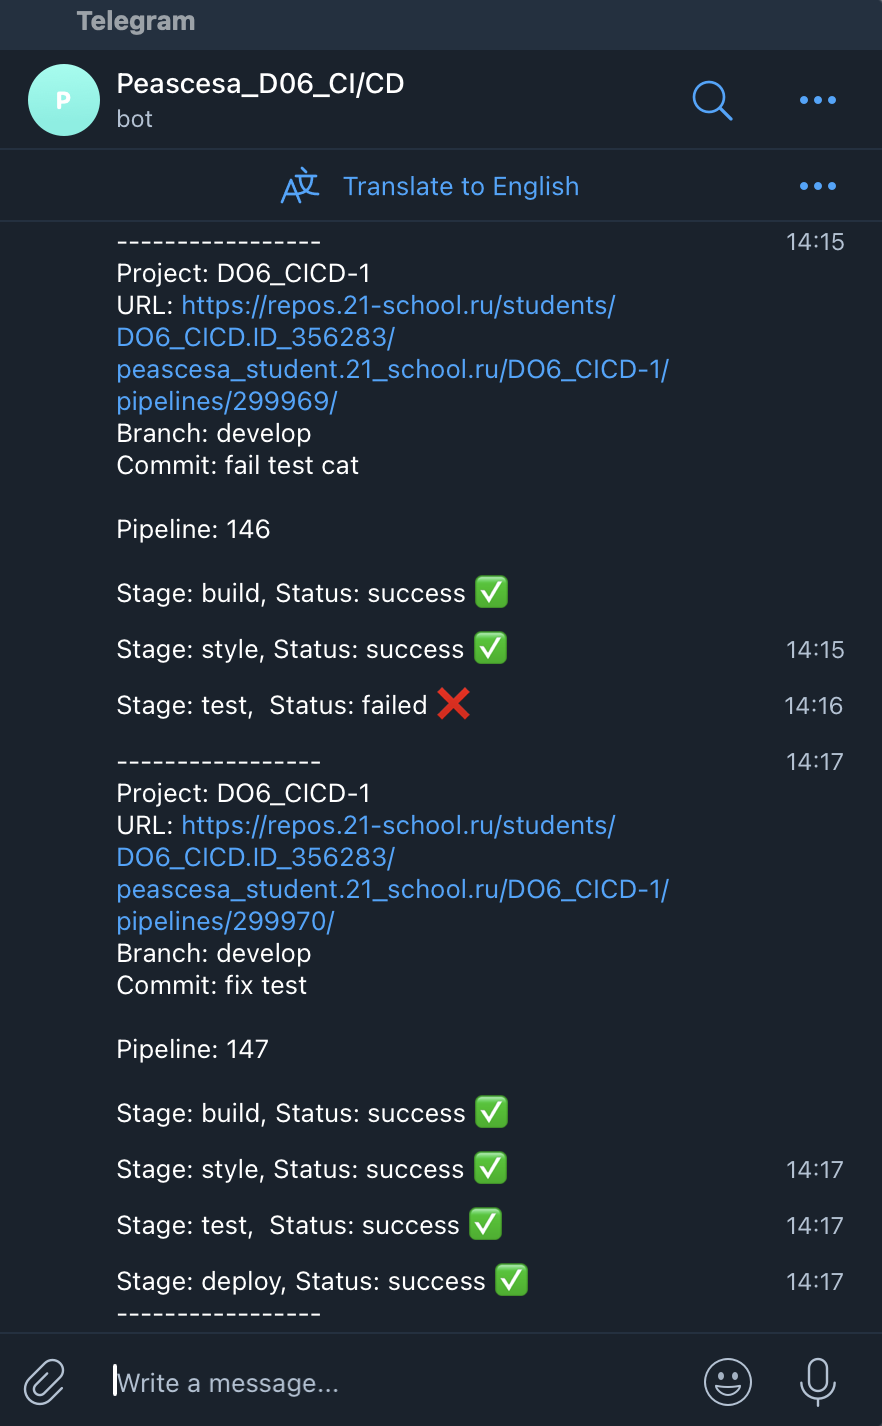 Telegram
P
Peascesa_D06_CI/CD
bot
Translate to English
-----------------
14:15
Project: DO6_CICD-1
URL: https://repos.21-school.ru/students/
DO6_CICD.ID_356283/
peascesa_student.21_school.ru/DO6_CICD-1/
pipelines/299969/
Branch: develop
Commit: fail test cat
Pipeline: 146
Stage: build, Status: success ✅
Stage: style, Status: success ✅ 14:15
Stage: test,  Status: failed ❌ 14:16
-----------------
14:17
Project: DO6_CICD-1
URL: https://repos.21-school.ru/students/
DO6_CICD.ID_356283/
peascesa_student.21_school.ru/DO6_CICD-1/
pipelines/299970/
Branch: develop
Commit: fix test
Pipeline: 147
Stage: build, Status: success ✅
Stage: style, Status: success ✅ 14:17
Stage: test,  Status: success ✅ 14:17
Stage: deploy, Status: success ✅ 14:17
-----------------
Write a message...